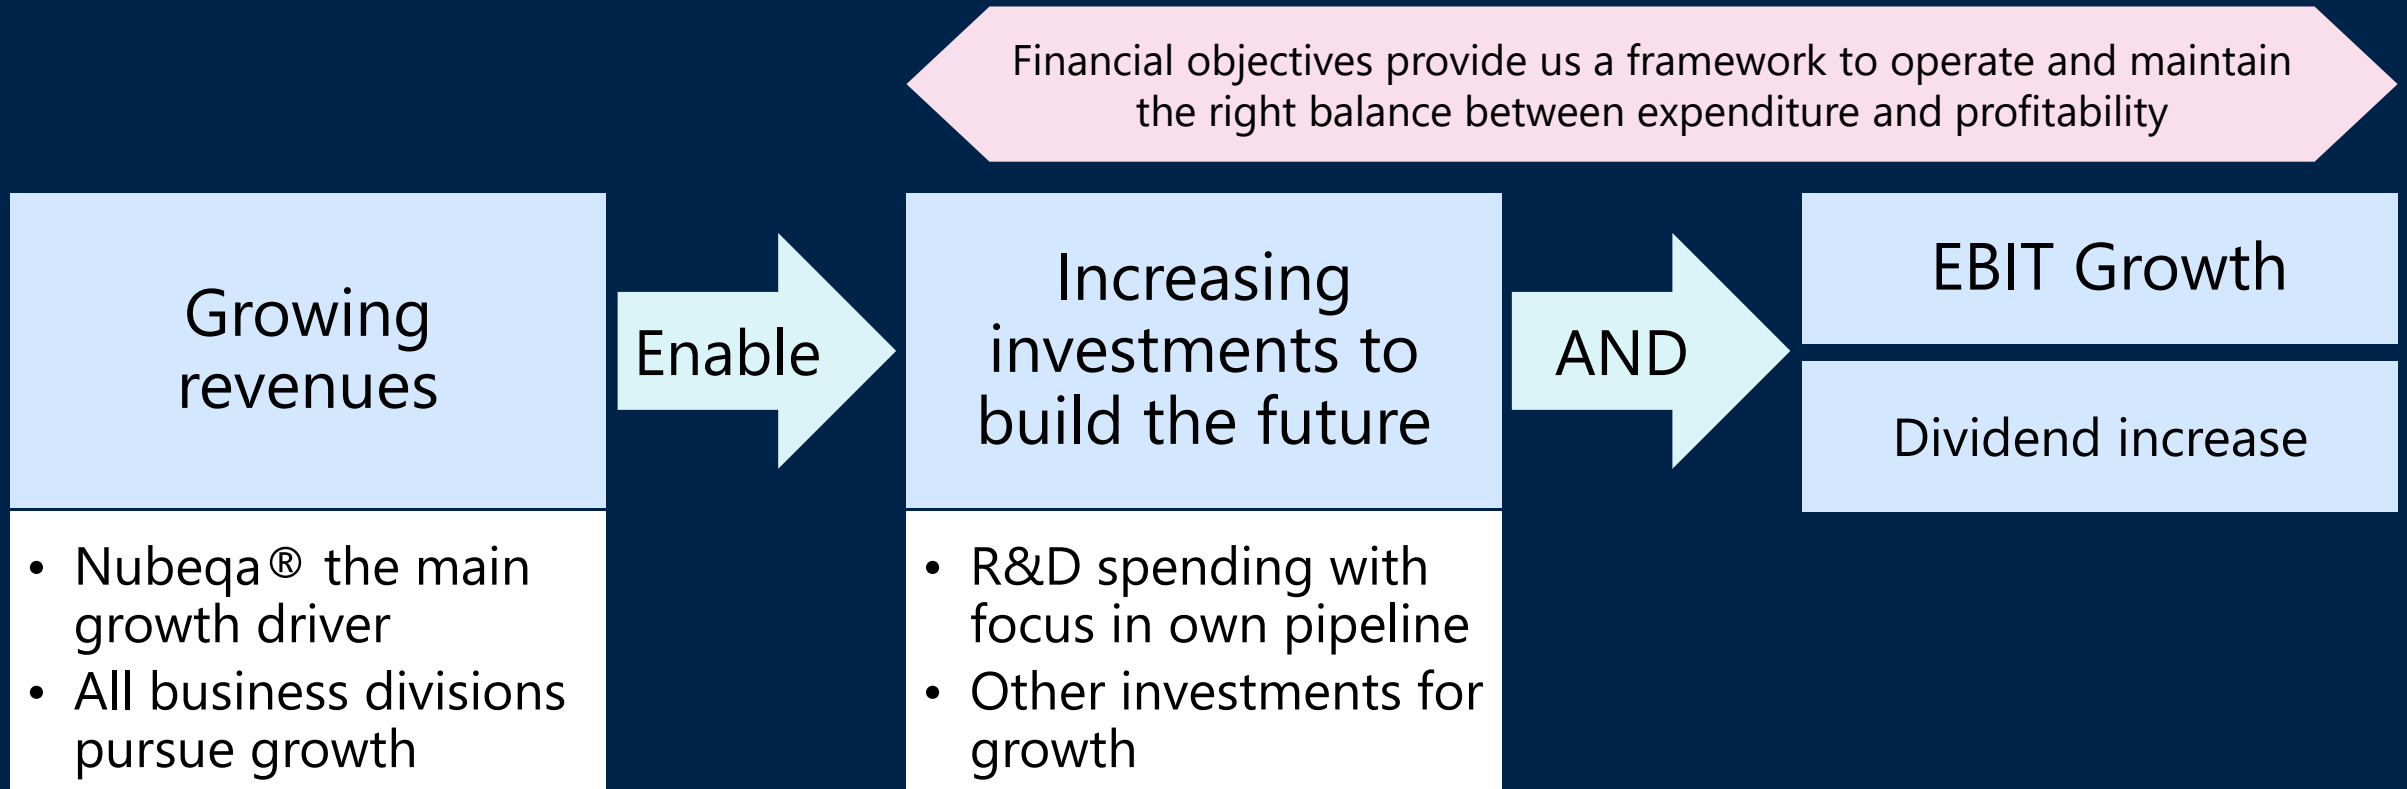 Financial objectives provide us a framework to operate and maintain
the right balance between expenditure and profitability
Growing
revenues
Enable
Increasing
investments to
build the future
AND
EBIT Growth
Dividend increase
• Nubeqa® the main
growth driver
• All business divisions
pursue growth
• R&D spending with
focus in own pipeline
• Other investments for
growth